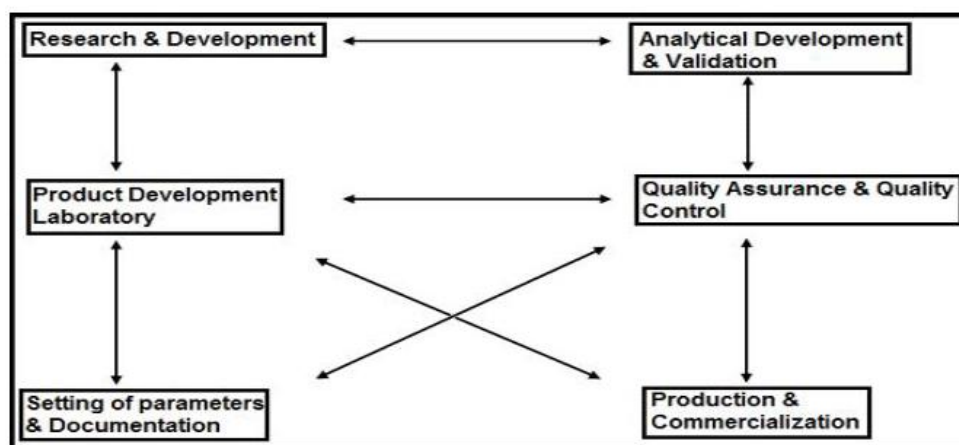 Research & Development
Analytical Development
& Validation
Product Development
Laboratory
Quality Assurance & Quality
Control
Setting of parameters
& Documentation
Production &
Commercialization